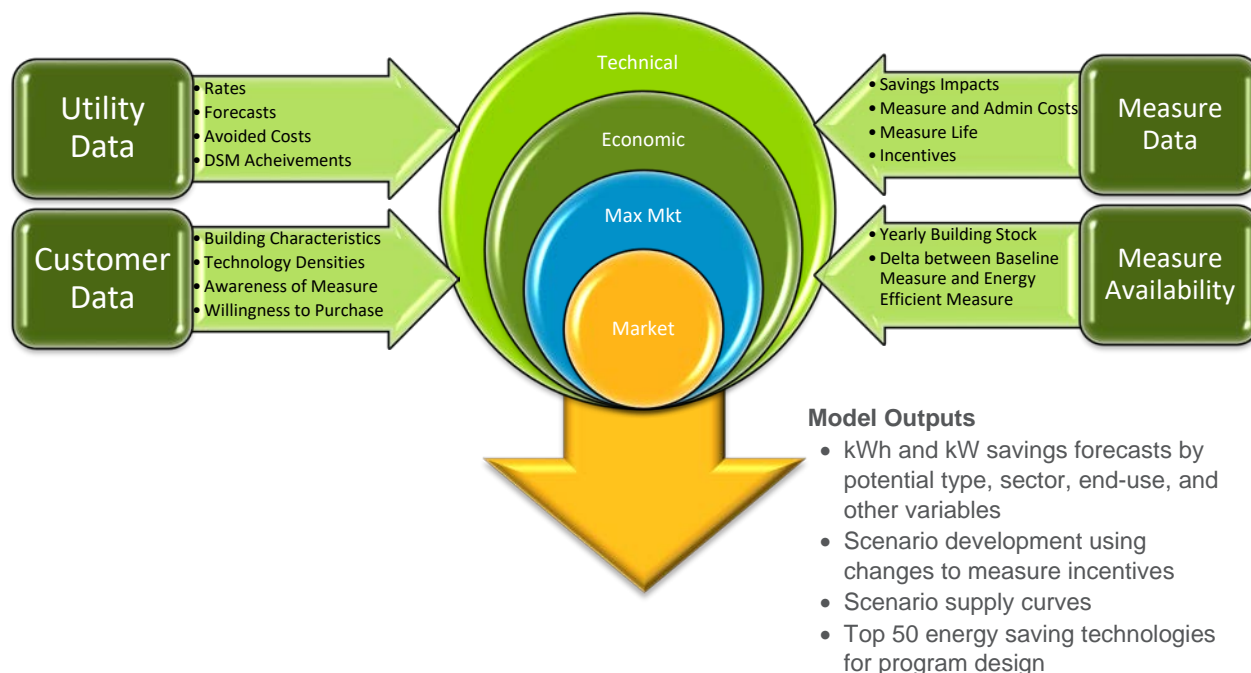 Utility
Data
• Rates
• Forecasts
• Avoided Costs
• DSM Acheivements
Customer
Data
• Building Characteristics
• Technology Densities
• Awareness of Measure
• Willingness to Purchase
Technical
Economic
Max Mkt
Market
• Savings Impacts
• Measure and Admin Costs
• Measure Life
• Incentives
Measure
Data
• Yearly Building Stock
• Delta between Baseline
Measure and Energy
Efficient Measure
Measure
Availability
Model Outputs
• kWh and kW savings forecasts by
potential type, sector, end-use, and
other variables
• Scenario development using
changes to measure incentives
• Scenario supply curves
• Top 50 energy saving technologies
for program design